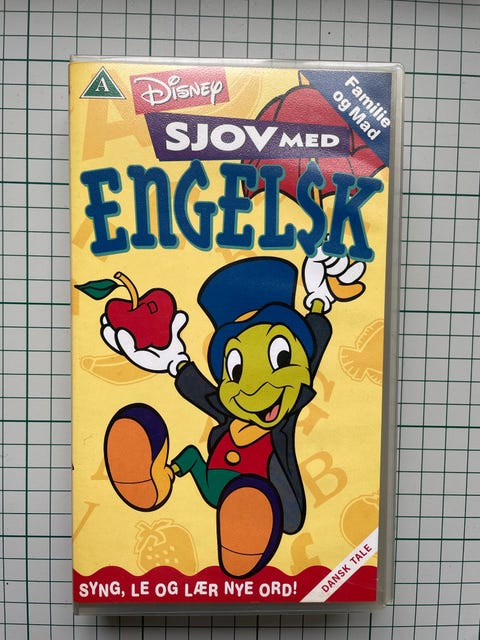 A
Disney
Familie
og Mad
SJOV MED
ENGELSK
SYNG, LE OG LÆR NYE ORD!
DANSK TALE